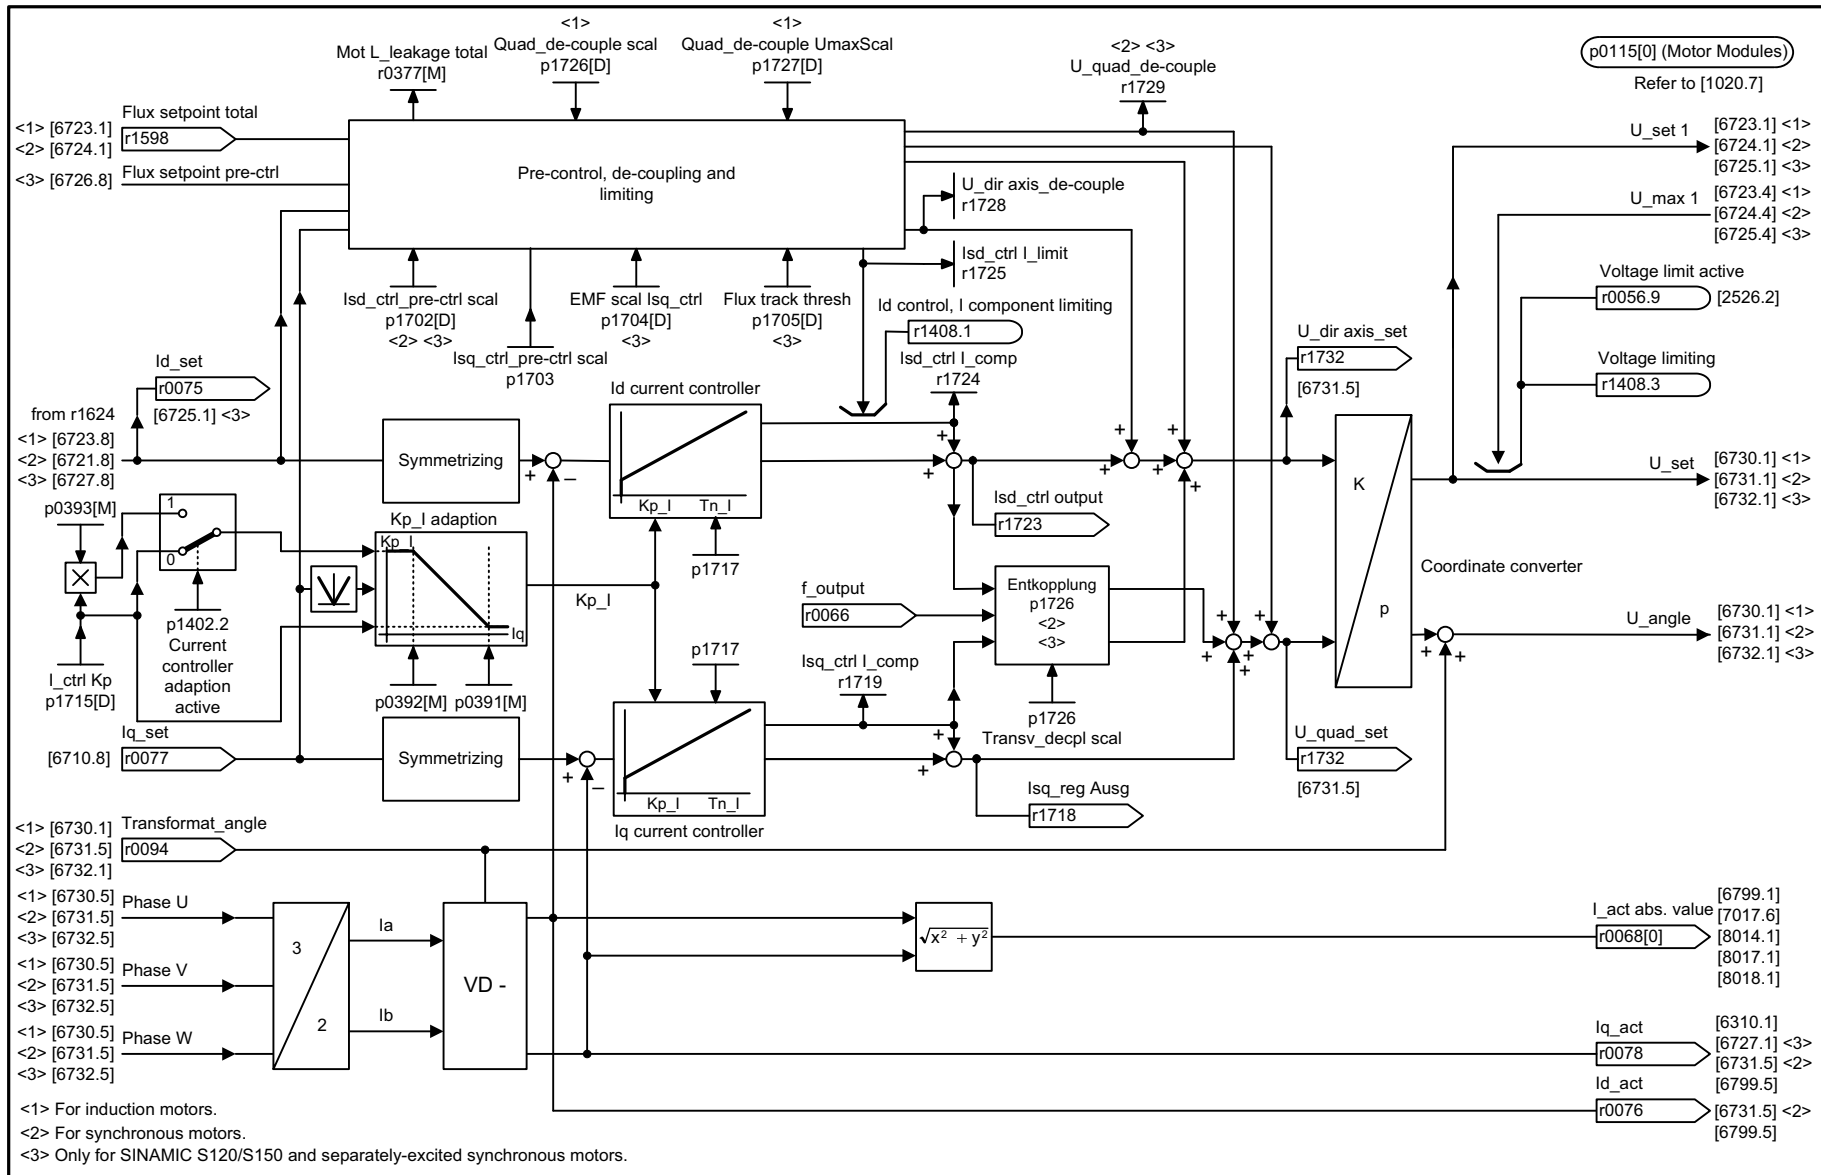 <1>
Quad_de-couple scal
p1726[D]
<1>
Quad_de-couple UmaxScal
p1727[D]
Mot L_leakage total
r0377[M]
<2> <3>
U_quad_de-couple
r1729
p0115[0] (Motor Modules)
Refer to [1020.7]
Flux setpoint total
<1> [6723.1]
<2> [6724.1]
r1598
<3> [6726.8]
Flux setpoint pre-ctrl
Pre-control, de-coupling and
limiting
U_dir axis_de-couple
r1728
Isd_ctrl I_limit
r1725
U_set 1
[6723.1] <1>
[6724.1] <2>
[6725.1] <3>
U_max 1
[6723.4] <1>
[6724.4] <2>
[6725.4] <3>
Voltage limit active
r0056.9
[2526.2]
Voltage limiting
r1408.3
Isd_ctrl_pre-ctrl scal
p1702[D]
<2> <3>
Isq_ctrl_pre-ctrl scal
p1703
EMF scal Isq_ctrl
p1704[D]
<3>
Flux track thresh
p1705[D]
<3>
Id control, I component limiting
r1408.1
Isd_ctrl I_comp
r1724
U_dir axis_set
r1732
[6731.5]
Id_set
r0075
[6725.1] <3>
from r1624
<1> [6723.8]
<2> [6721.8]
<3> [6727.8]
Symmetrizing
+
−
Id current controller
Kp_I
Tn_I
p1717
+
+
+
+
+
+
+
Isd_ctrl output
r1723
K
p
Coordinate converter
U_set
[6730.1] <1>
[6731.1] <2>
[6732.1] <3>
p0393[M]
1
0
p1402.2
Current
controller
adaption
active
I_ctrl Kp
p1715[D]
Kp_I adaption
Kp_I
Iq
p0392[M]
p0391[M]
Kp_I
f_output
r0066
Entkopplung
p1726
<2>
<3>
p1726
Transv_decpl scal
+
+
+
+
+
+
U_angle
+
+
[6730.1] <1>
[6731.1] <2>
[6732.1] <3>
p1717
Isq_ctrl I_comp
r1719
Iq_set
[6710.8]
r0077
Symmetrizing
+
−
Kp_I
Tn_I
Iq current controller
+
+
Isq_reg Ausg
r1718
U_quad_set
r1732
[6731.5]
Transformat_angle
<1> [6730.1]
<2> [6731.5]
<3> [6732.1]
r0094
<1> [6730.5]
<2> [6731.5]
<3> [6732.5]
Phase U
<1> [6730.5]
<2> [6731.5]
<3> [6732.5]
Phase V
<1> [6730.5]
<2> [6731.5]
<3> [6732.5]
Phase W
3
2
Ia
Ib
VD -
√x² + y²
I_act abs. value
r0068[0]
[6799.1]
[7017.6]
[8014.1]
[8017.1]
[8018.1]
Iq_act
r0078
[6310.1]
[6727.1] <3>
[6731.5] <2>
[6799.5]
Id_act
r0076
[6731.5] <2>
[6799.5]
<1> For induction motors.
<2> For synchronous motors.
<3> Only for SINAMIC S120/S150 and separately-excited synchronous motors.